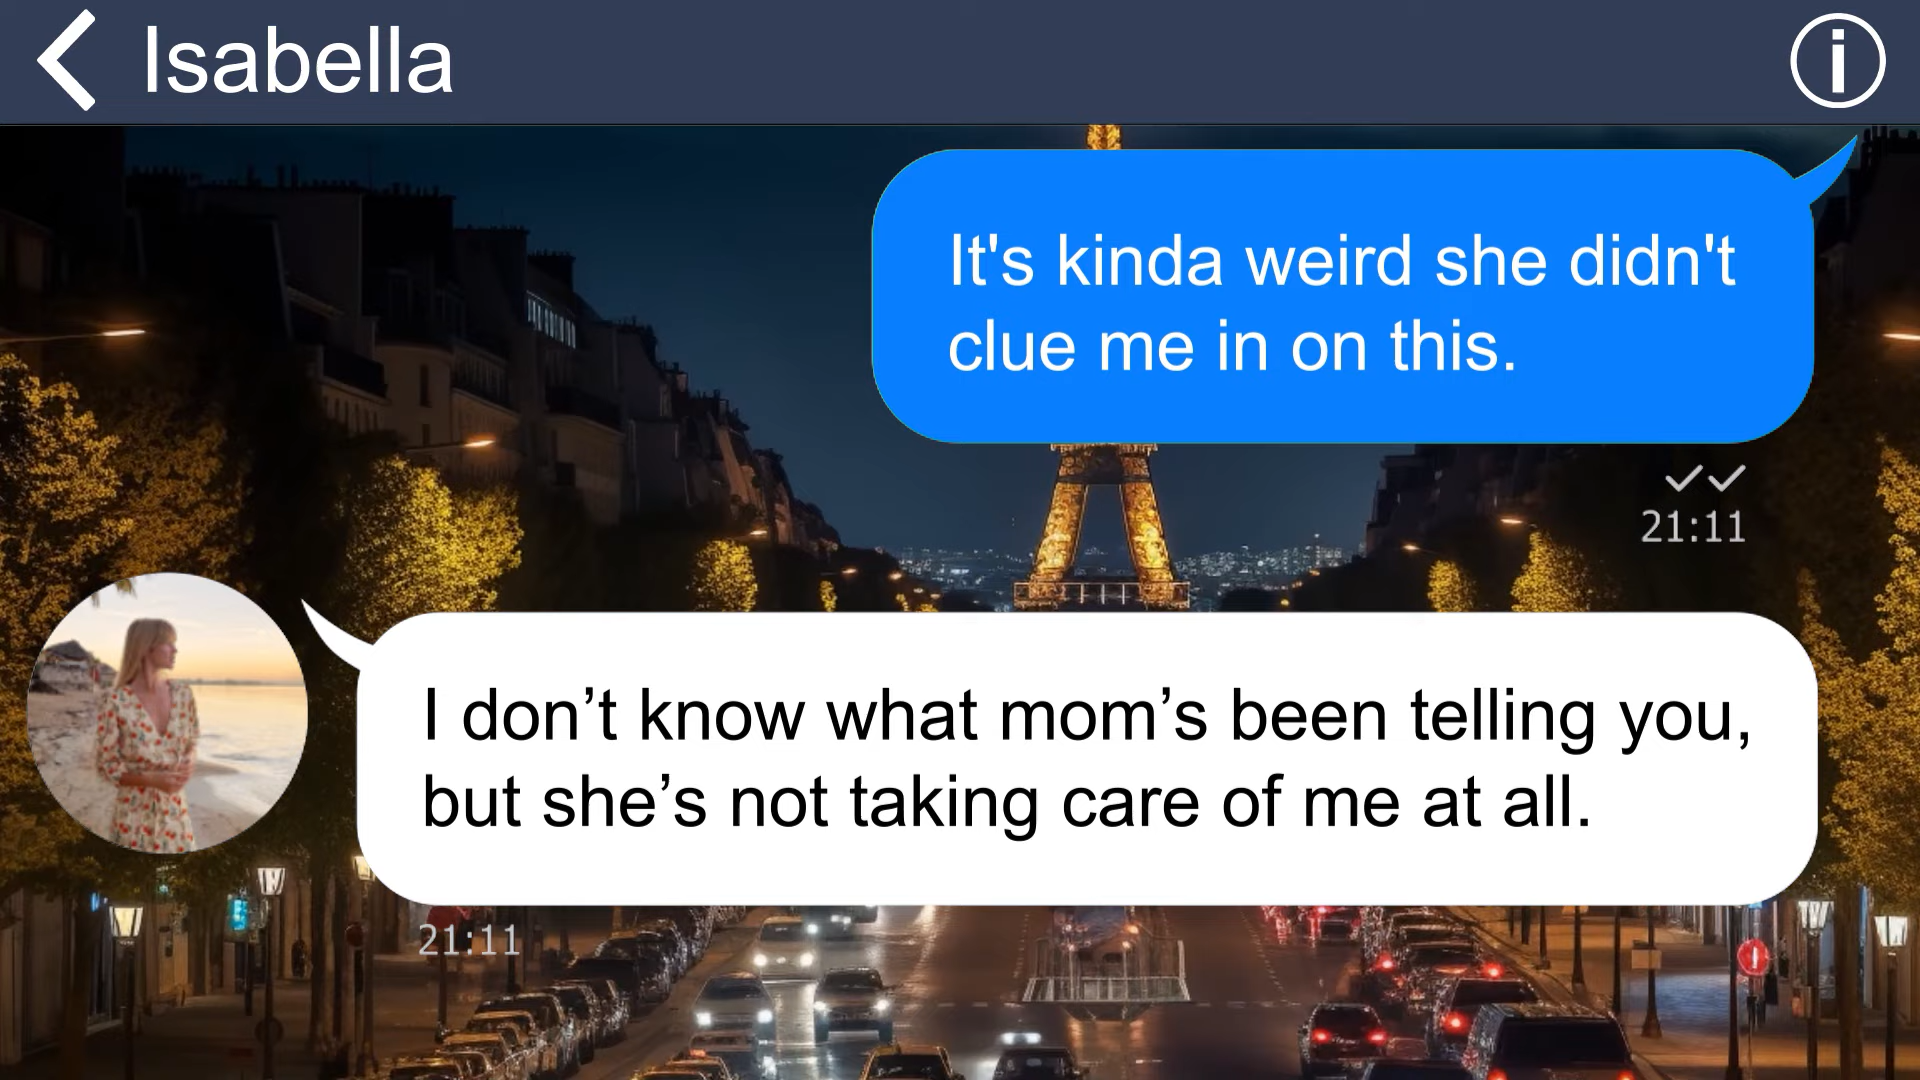 Isabella
It's kinda weird she didn't
clue me in on this.
21:11
I don’t know what mom’s been telling you,
but she’s not taking care of me at all.
21:11